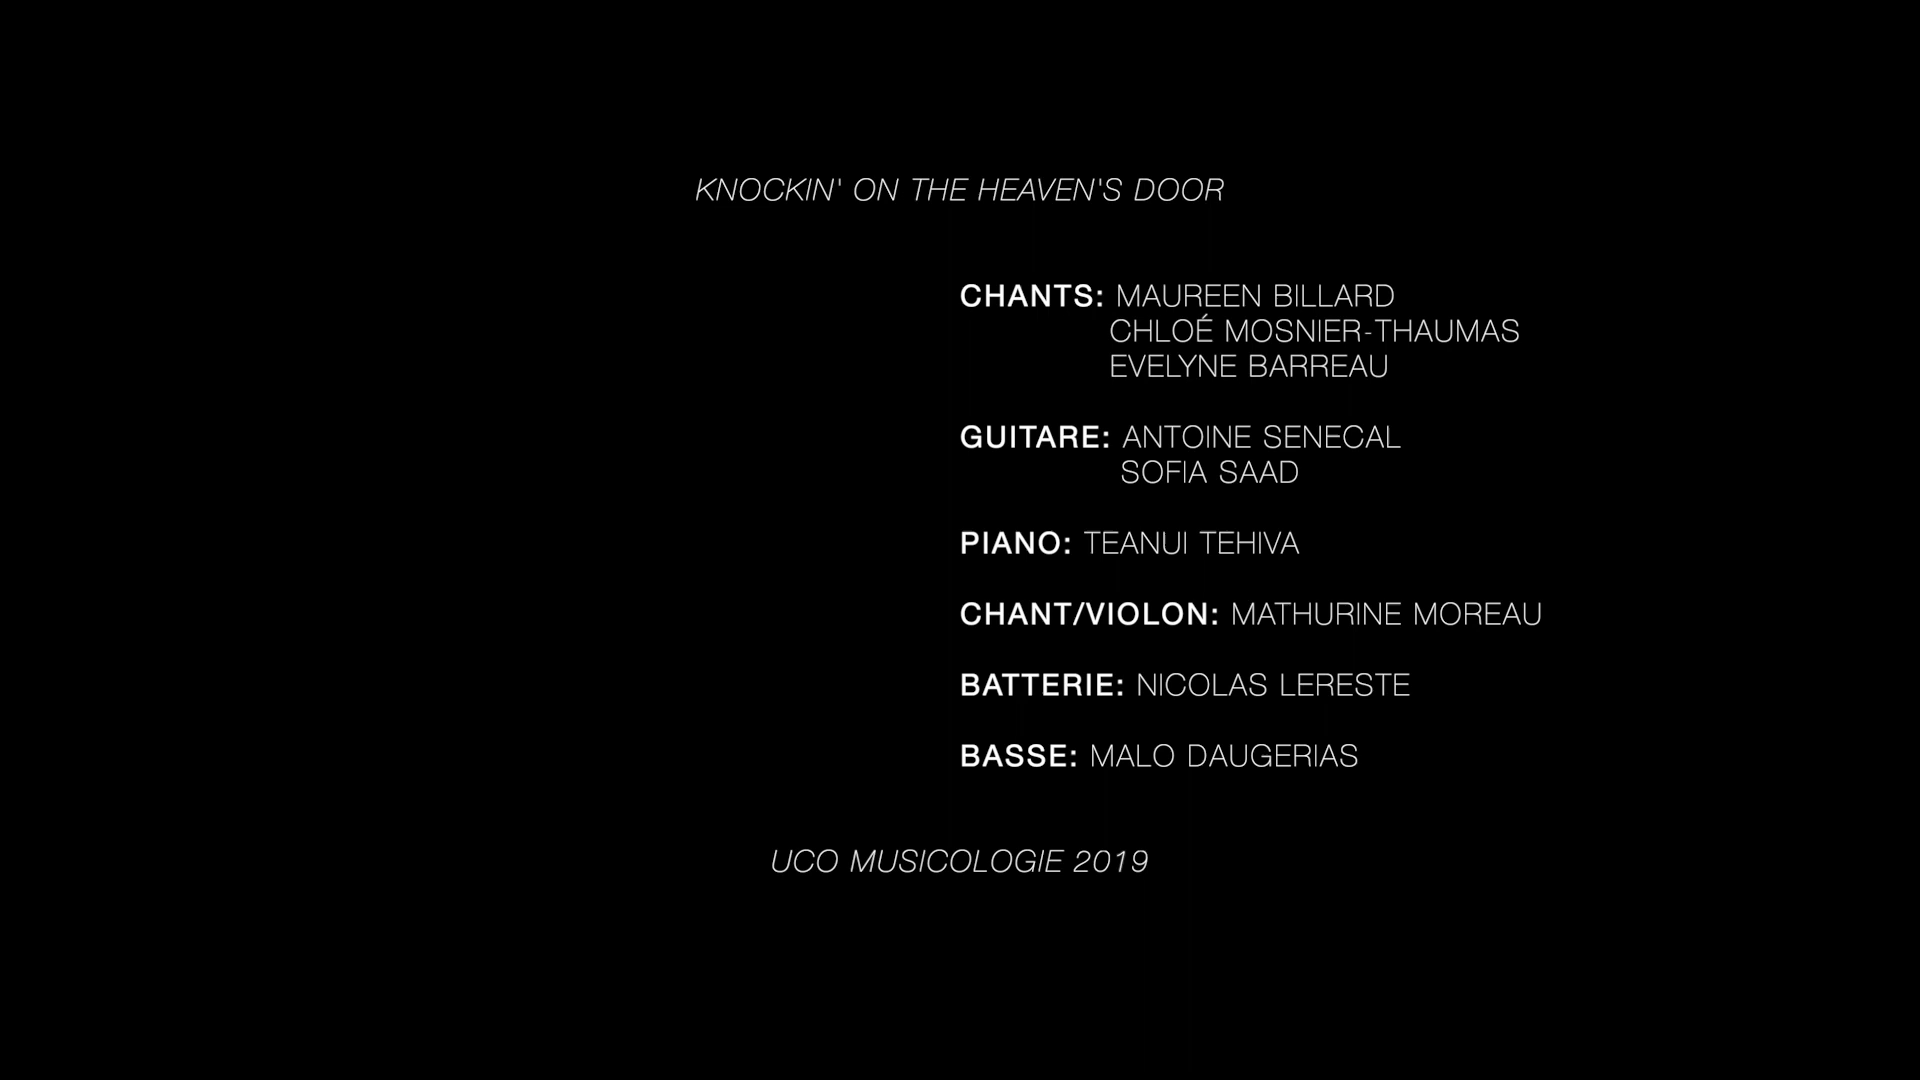 KNOCKIN' ON THE HEAVEN'S DOOR
CHANTS: MAUREEN BILLARD
CHLOÉ MOSNIER-THAUMAS
EVELYNE BARREAU
GUITARE: ANTOINE SENECAL
SOFIA SAAD
PIANO: TEANUI TEHIVA
CHANT/VIOLON: MATHURINE MOREAU
BATTERIE: NICOLAS LERESTE
BASSE: MALO DAUGERIAS
UCO MUSICOLOGIE 2019